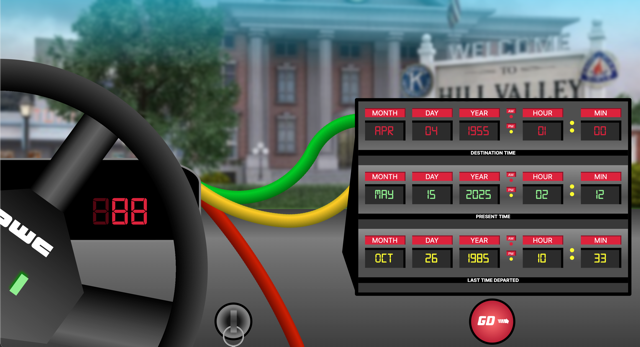 WELCOME
TO
HILL VALLEY
K
MONTH DAY YEAR AM HOUR MIN
APR 04 1955 PM 01 : 00
DESTINATION TIME
MONTH DAY YEAR AM HOUR MIN
MAY 15 2025 PM 02 : 12
PRESENT TIME
MONTH DAY YEAR AM HOUR MIN
OCT 26 1985 PM 10 : 33
LAST TIME DEPARTED
88
GO